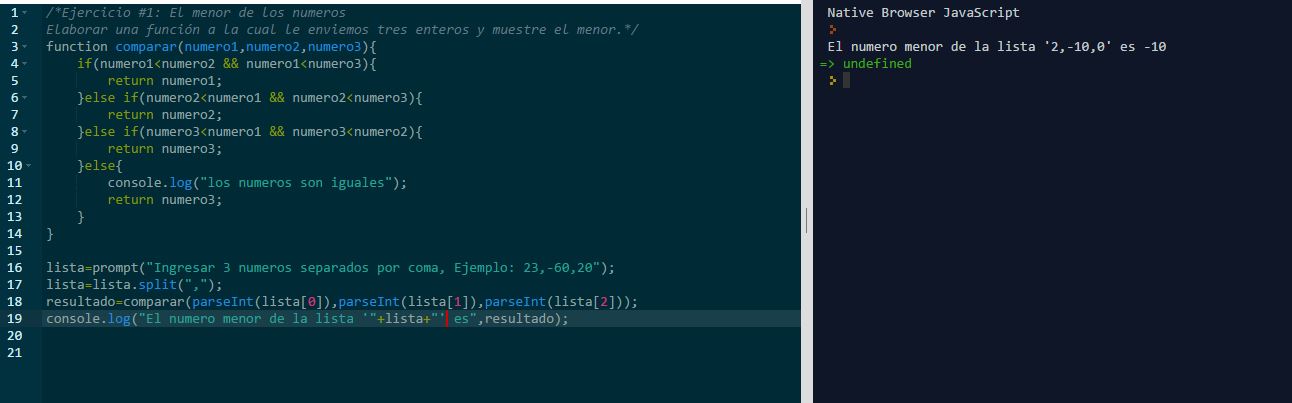 1 /*Ejercicio #1: El menor de los numeros
2 Elaborar una función a la cual le enviemos tres enteros y muestre el menor.*/
3 function comparar(numero1,numero2,numero3){
4     if(numero1<numero2 && numero1<numero3){
5         return numero1;
6     }else if(numero2<numero1 && numero2<numero3){
7         return numero2;
8     }else if(numero3<numero1 && numero3<numero2){
9         return numero3;
10     }else{
11         console.log("los numeros son iguales");
12         return numero3;
13     }
14 }
15
16 lista=prompt("Ingresar 3 numeros separados por coma, Ejemplo: 23,-60,20");
17 lista=lista.split(",");
18 resultado=comparar(parseInt(lista[0]),parseInt(lista[1]),parseInt(lista[2]));
19 console.log("El numero menor de la lista '"+lista+"' es",resultado);
20
21
Native Browser JavaScript
El numero menor de la lista '2,-10,0' es -10
=> undefined